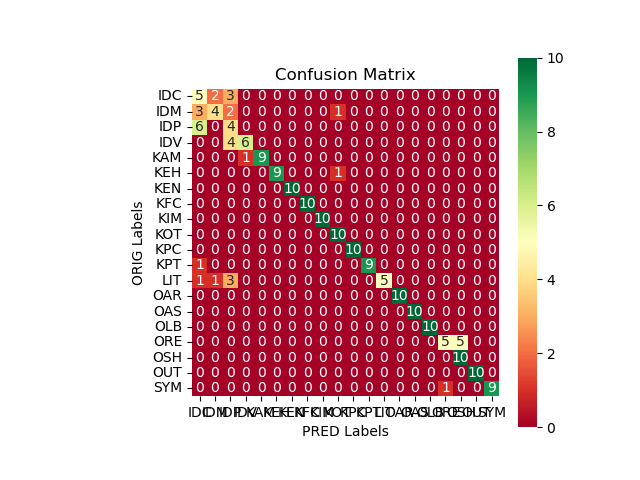 Confusion Matrix
IDC 5 2 3 0 0 0 0 0 0 0 0 0 0 0 0 0 0 0 0 0
IDM 3 4 2 0 0 0 0 0 0 1 0 0 0 0 0 0 0 0 0 0
IDP 6 0 4 0 0 0 0 0 0 0 0 0 0 0 0 0 0 0 0 0
IDV 0 0 4 6 0 0 0 0 0 0 0 0 0 0 0 0 0 0 0 0
KAM 0 0 0 1 9 0 0 0 0 0 0 0 0 0 0 0 0 0 0 0
KEH 0 0 0 0 0 9 0 0 0 1 0 0 0 0 0 0 0 0 0 0
KEN 0 0 0 0 0 0 10 0 0 0 0 0 0 0 0 0 0 0 0 0
KFC 0 0 0 0 0 0 0 10 0 0 0 0 0 0 0 0 0 0 0 0
KIM 0 0 0 0 0 0 0 0 10 0 0 0 0 0 0 0 0 0 0 0
KOT 0 0 0 0 0 0 0 0 0 10 0 0 0 0 0 0 0 0 0 0
KPC 0 0 0 0 0 0 0 0 0 0 10 0 0 0 0 0 0 0 0 0
KPT 1 0 0 0 0 0 0 0 0 0 0 9 0 0 0 0 0 0 0 0
LIT 1 1 3 0 0 0 0 0 0 0 0 0 5 0 0 0 0 0 0 0
OAR 0 0 0 0 0 0 0 0 0 0 0 0 0 10 0 0 0 0 0 0
OAS 0 0 0 0 0 0 0 0 0 0 0 0 0 0 10 0 0 0 0 0
OLB 0 0 0 0 0 0 0 0 0 0 0 0 0 0 0 10 0 0 0 0
ORE 0 0 0 0 0 0 0 0 0 0 0 0 0 0 0 0 5 5 0 0
OSH 0 0 0 0 0 0 0 0 0 0 0 0 0 0 0 0 0 10 0 0
OUT 0 0 0 0 0 0 0 0 0 0 0 0 0 0 0 0 0 0 10 0
SYM 0 0 0 0 0 0 0 0 0 0 0 0 0 0 0 0 1 0 0 9
IDC IDM IDP IDV KAM KEH KEN KFC KIM KOT KPC KPT LIT OAR OAS OLB ORE OSH OUT SYM
PRED Labels
ORIG Labels
10
8
6
4
2
0